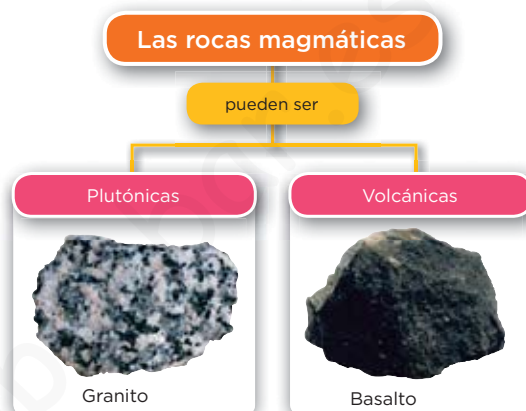 Las rocas magmáticas
pueden ser
Plutónicas
Volcánicas
Granito
Basalto